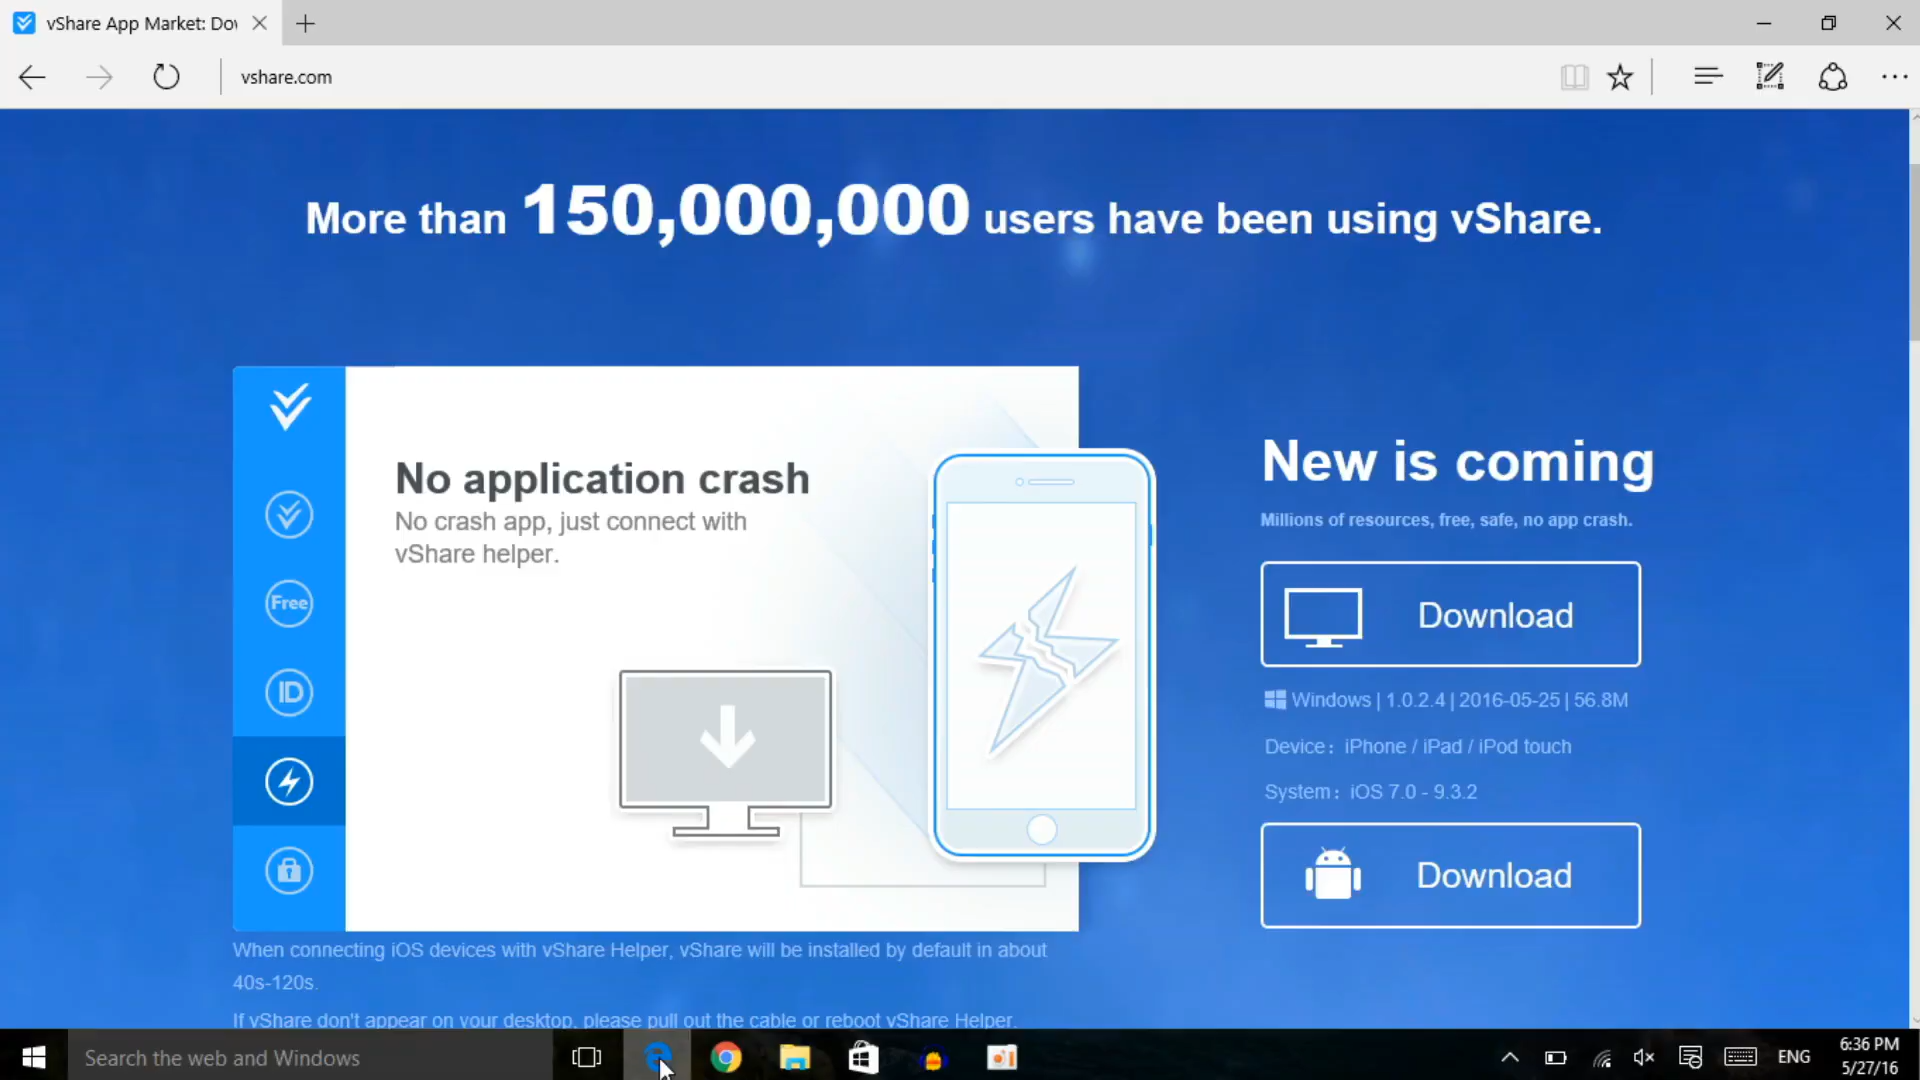 vShare App Market: Dow
vshare.com
More than 150,000,000 users have been using vShare.
No application crash
No crash app, just connect with
vShare helper.
Free
ID
New is coming
Millions of resources, free, safe, no app crash.
Download
Windows | 1.0.2.4 | 2016-05-25 | 56.8M
Device: iPhone / iPad / iPod touch
System: iOS 7.0 - 9.3.2
Download
When connecting iOS devices with vShare Helper, vShare will be installed by default in about
40s-120s.
If vShare don't appear on your desktop, please pull out the cable or reboot vShare Helper.
Search the web and Windows
ENG
6:36 PM
5/27/16